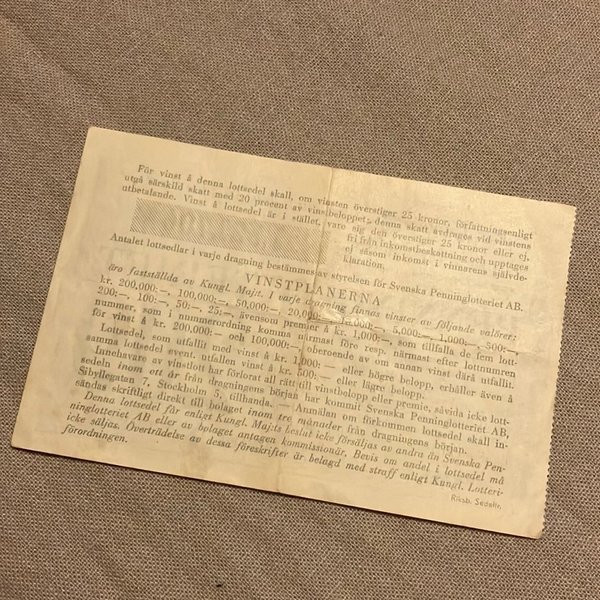 För vinst å denna lottsedel skall, om vinsten överstiger 25 kronor, författningsenligt
utgå särskild skatt med 20 procent av vinstbeloppet; denna skatt avdrages vid vinstens
utbetalande. Vinst å lottsedel är i stället, vare sig den överstiger 25 kronor eller ej,
fri från inkomstbeskattning och upptages
ej såsom inkomst i vinnarens självde-
klaration.
Antalet lottsedlar i varje dragning bestämmes av styrelsen för Svenska Penninglotteriet AB.
VINSTPLANERNA
äro fastställda av Kungl. Majt. I varje dragning finnas vinster av följande valörer:
kr. 200.000:—, 100.000:—, 50.000:—, 20.000:—, 10.000:—, 5.000:—, 1.000:—, 500:—,
200:—, 100:—, 50:—, 25:—, ävensom premier å kr. 1.000:—, som tillfalla de fem lott-
nummer, som i nummerordning komma närmast före resp. närmast efter lottnumren
för vinst å kr. 200.000:— och 100.000:—, oberoende av om annan vinst därå utfallit.
Lottsedel, som utfallit med vinst å kr. 1.000:— eller högre belopp, erhåller även å
samma lottsedel event. utfallen vinst å kr. 500:— eller lägre belopp.
Innehavare av vinstlott har förlorat all rätt till vinstbelopp eller premie, såvida icke lott-
sedeln inom ett år från dragningens början har kommit Svenska Penninglotteriet AB,
Sibyllegatan 7, Stockholm 5, tillhanda. — Anmälan om förkommen lottsedel skall in-
sändas skriftligt direkt till bolaget inom tre månader från dragningens början.
Denna lottsedel får enligt Kungl. Majts beslut icke försäljas av andra än Svenska Pen-
ninglotteriet AB eller av bolaget antagen kommissionär. Bevis om andel i lottsedel må
icke säljas. Överträdelse av dessa föreskrifter är belagd med straff enligt Kungl. Lotteri-
förordningen.
Riksb. Sedeltr.